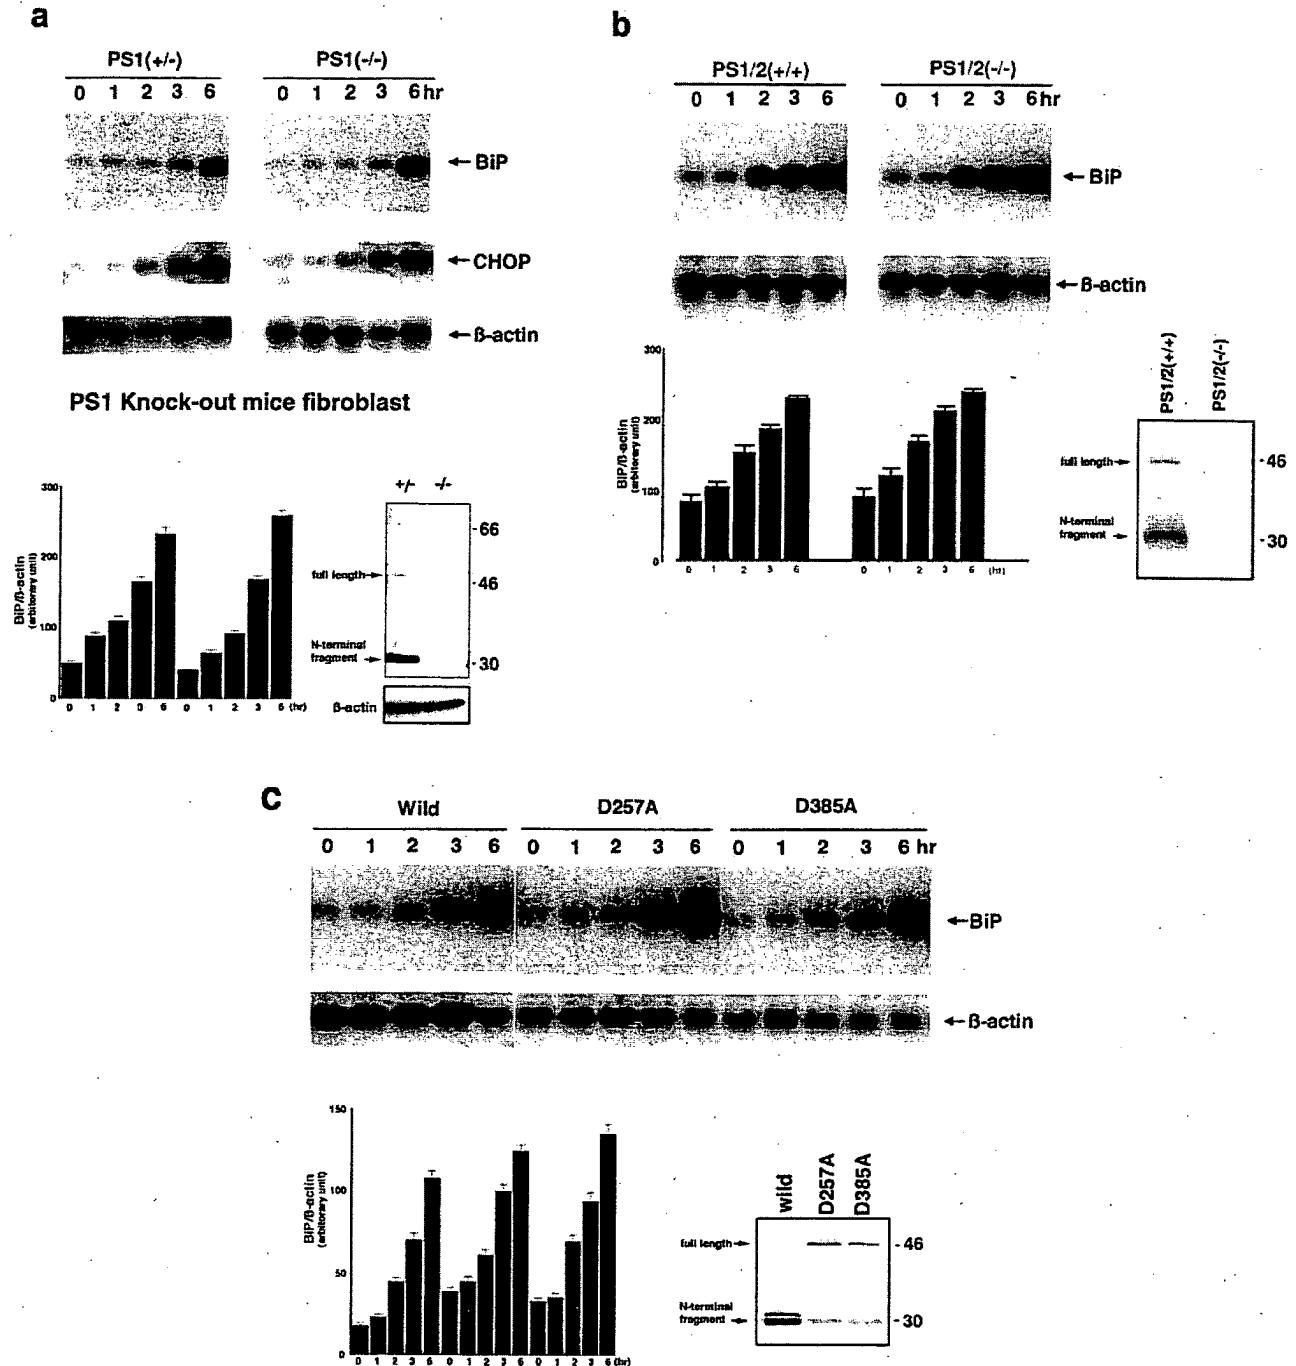 a
PS1(+/-) PS1(-/-)
0 1 2 3 6 0 1 2 3 6hr
BiP
CHOP
ß-actin
PS1 Knock-out mice fibroblast
300
200
100
0
BiP/ß-actin
(arbitorary unit)
0 1 2 3 6 0 1 2 3 6 (hr)
+/- -/-
66
full length
46
N-terminal
fragment
30
ß-actin
b
PS1/2(+/+) PS1/2(-/-)
0 1 2 3 6 0 1 2 3 6hr
BiP
ß-actin
300
200
100
0
BiP/ß-actin
(arbitorary unit)
0 1 2 3 6 0 1 2 3 6 (hr)
PS1/2(+/+) PS1/2(-/-)
full length
46
N-terminal
fragment
30
c
Wild D257A D385A
0 1 2 3 6 0 1 2 3 6 0 1 2 3 6 hr
BiP
ß-actin
150
100
50
0
BiP/ß-actin
(arbitorary unit)
0 1 2 3 6 0 1 2 3 6 0 1 2 3 6 (hr)
wild D257A D385A
full length
46
N-terminal
fragment
30